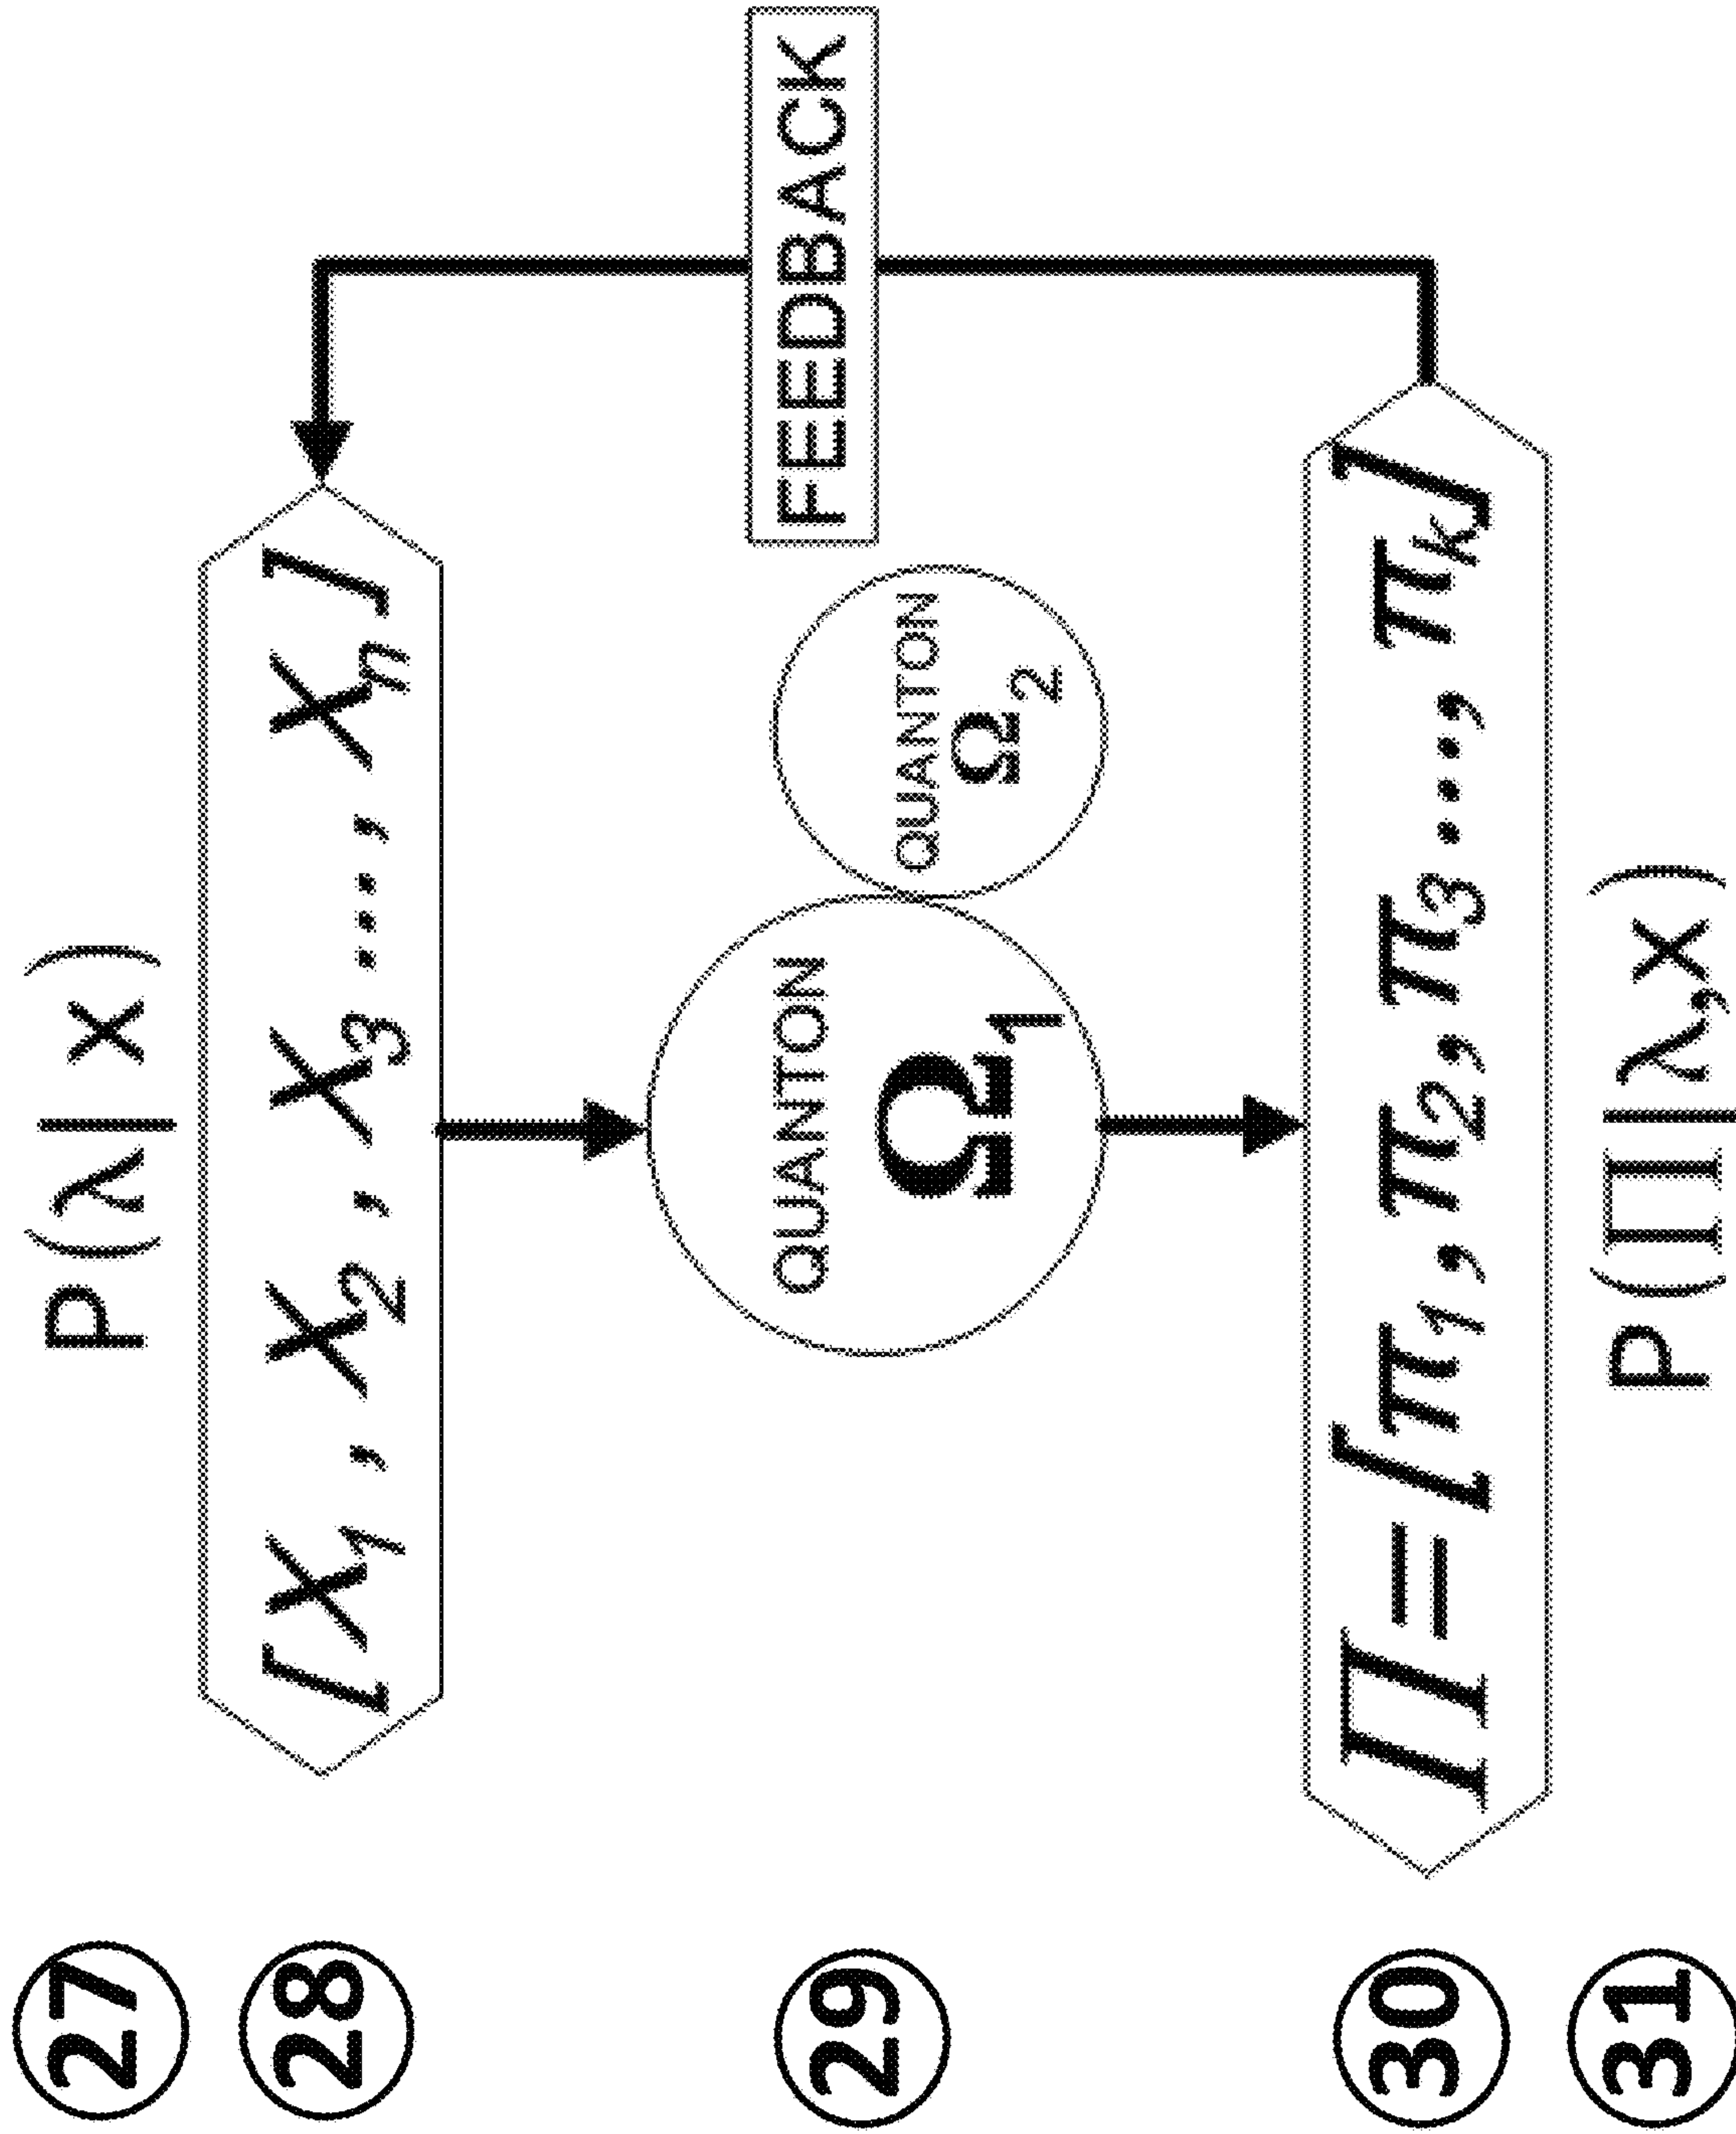 27 P(λ|x)
28 [X₁, X₂, X₃..., Xₙ]
FEEDBACK
29 QUANTON Ω₁
QUANTON Ω₂
30 Π=[π₁,π₂,π₃...,πₖ]
31 P(Π|λ,x)